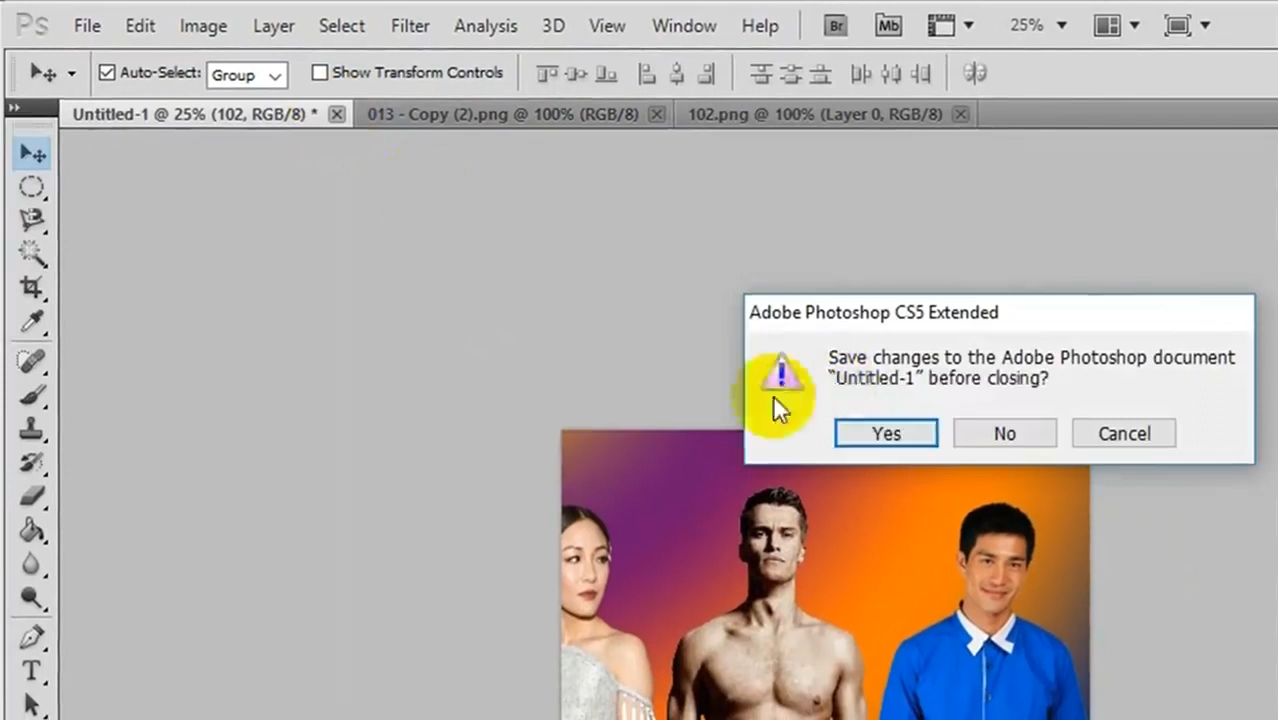 Ps File Edit Image Layer Select Filter Analysis 3D View Window Help Br Mb 25%
Auto-Select: Group Show Transform Controls
Untitled-1 @ 25% (102, RGB/8) * 013 - Copy (2).png @ 100% (RGB/8) 102.png @ 100% (Layer 0, RGB/8)
Adobe Photoshop CS5 Extended
Save changes to the Adobe Photoshop document
“Untitled-1” before closing?
Yes No Cancel
T